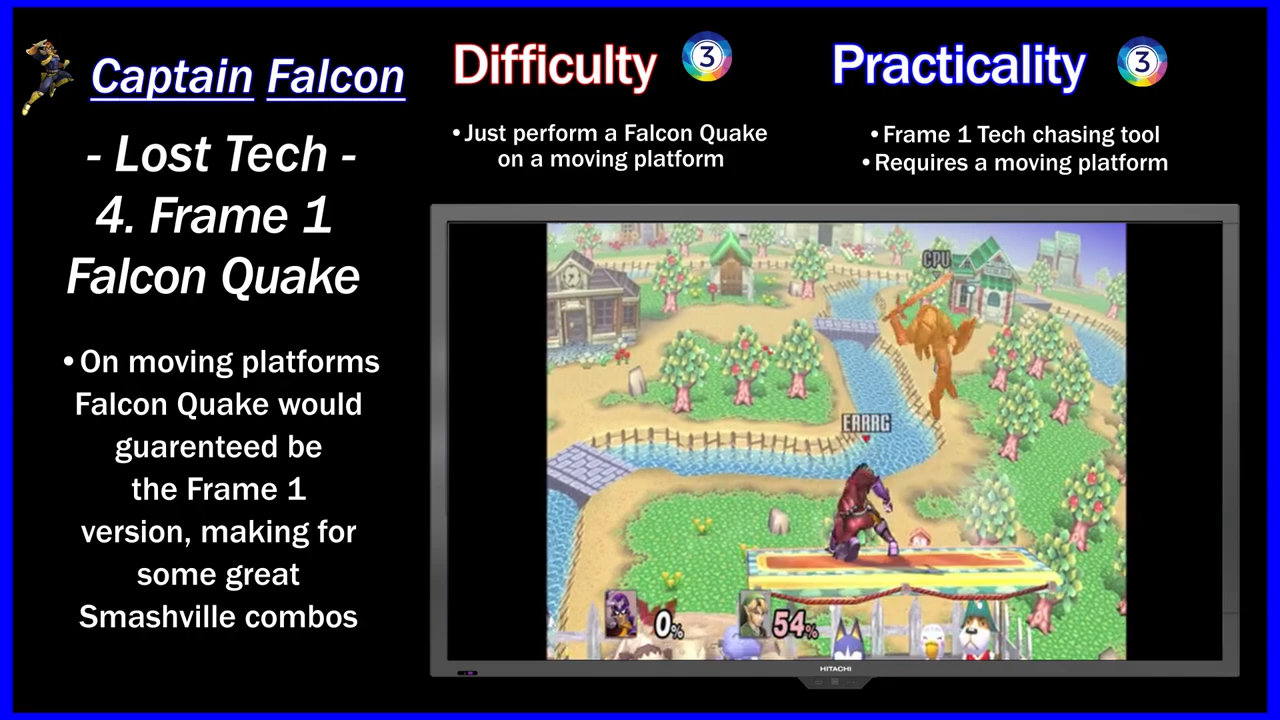 Captain Falcon
- Lost Tech -
4. Frame 1
Falcon Quake
•On moving platforms
Falcon Quake would
guarenteed be
the Frame 1
version, making for
some great
Smashville combos
Difficulty 3
•Just perform a Falcon Quake
on a moving platform
Practicality 3
•Frame 1 Tech chasing tool
•Requires a moving platform
CPU
ERRRG
0%
54%
HITACHI